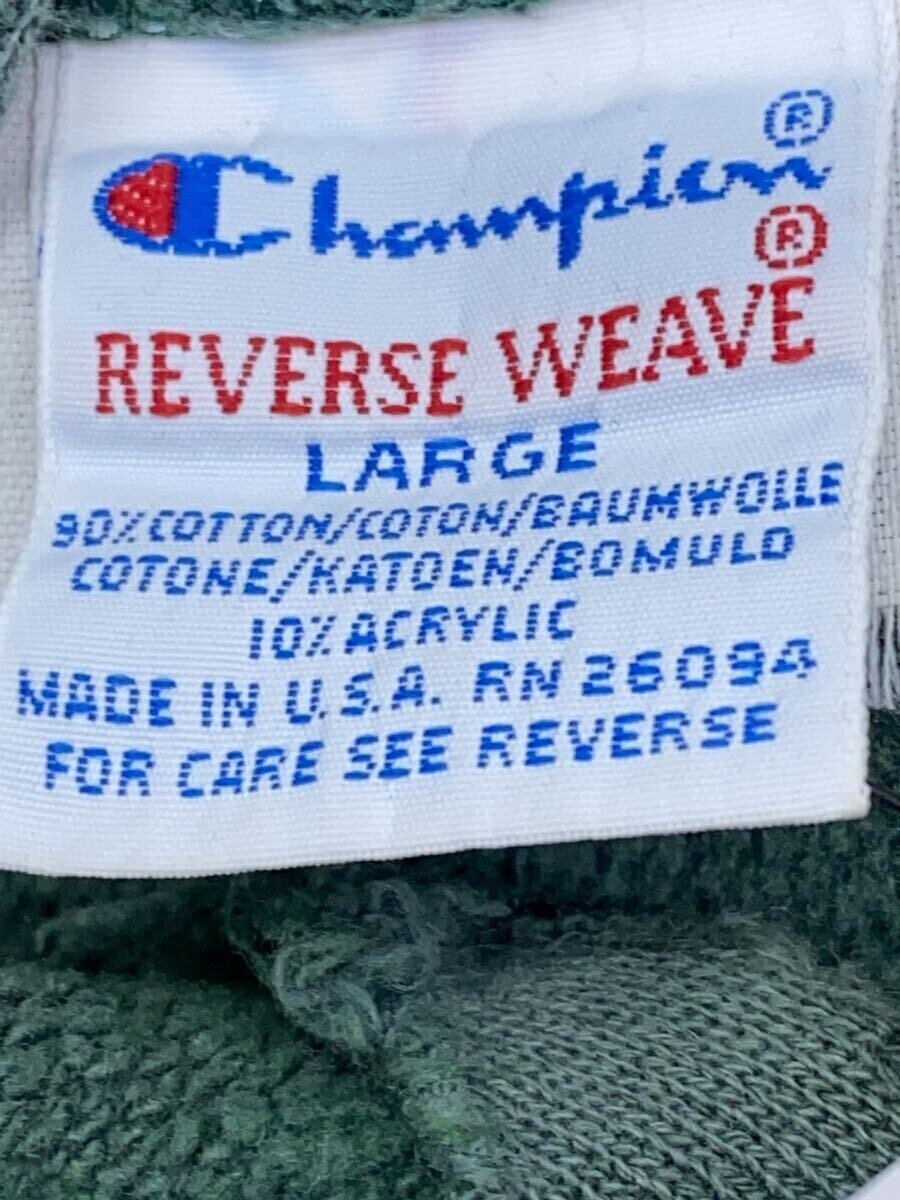 Champion®
REVERSE WEAVE®
LARGE
90% COTTON/COTON/BAUMWOLLE
COTONE/KATOEN/BOMULD
10% ACRYLIC
MADE IN U.S.A. RN 26094
FOR CARE SEE REVERSE